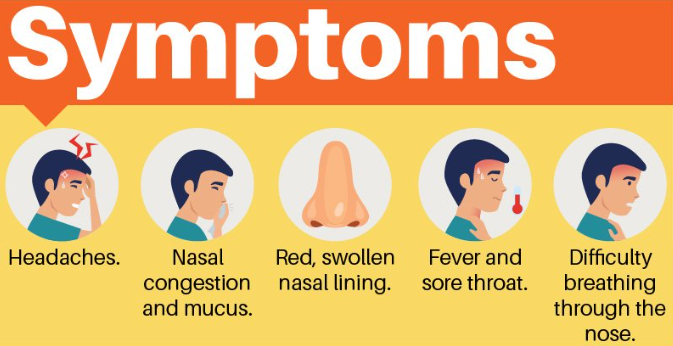 Symptoms
Headaches.
Nasal
congestion
and mucus.
Red, swollen
nasal lining.
Fever and
sore throat.
Difficulty
breathing
through the
nose.